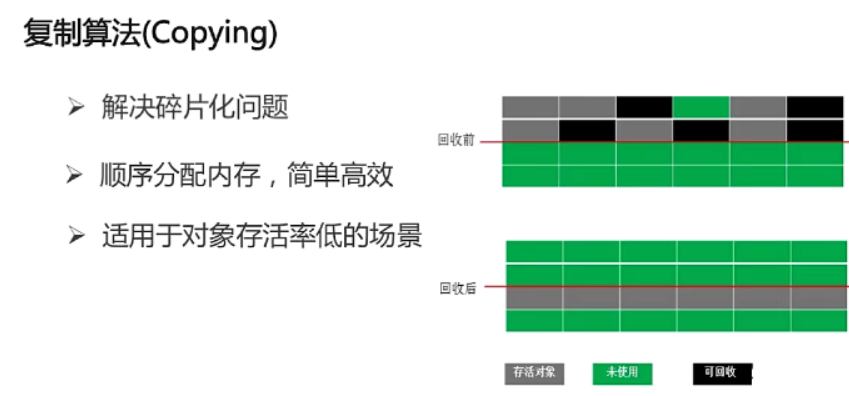 复制算法(Copying)
➢ 解决碎片化问题
➢ 顺序分配内存，简单高效
➢ 适用于对象存活率低的场景
回收前
回收后
存活对象
未使用
可回收